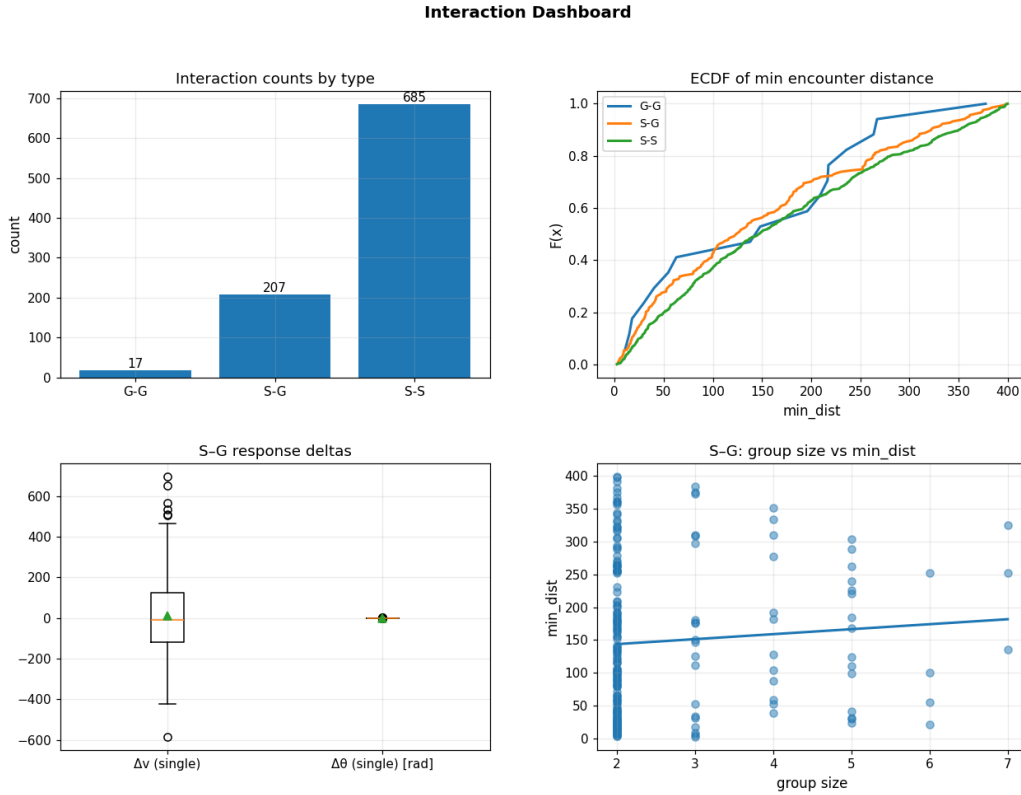 Interaction Dashboard
Interaction counts by type
count
700
600
500
400
300
200
100
0
17
207
685
G-G
S-G
S-S
ECDF of min encounter distance
F(x)
1.0
0.8
0.6
0.4
0.2
0.0
G-G
S-G
S-S
0 50 100 150 200 250 300 350 400
min_dist
S–G response deltas
600
400
200
0
−200
−400
−600
Δv (single)
Δθ (single) [rad]
S–G: group size vs min_dist
min_dist
400
350
300
250
200
150
100
50
0
2 3 4 5 6 7
group size